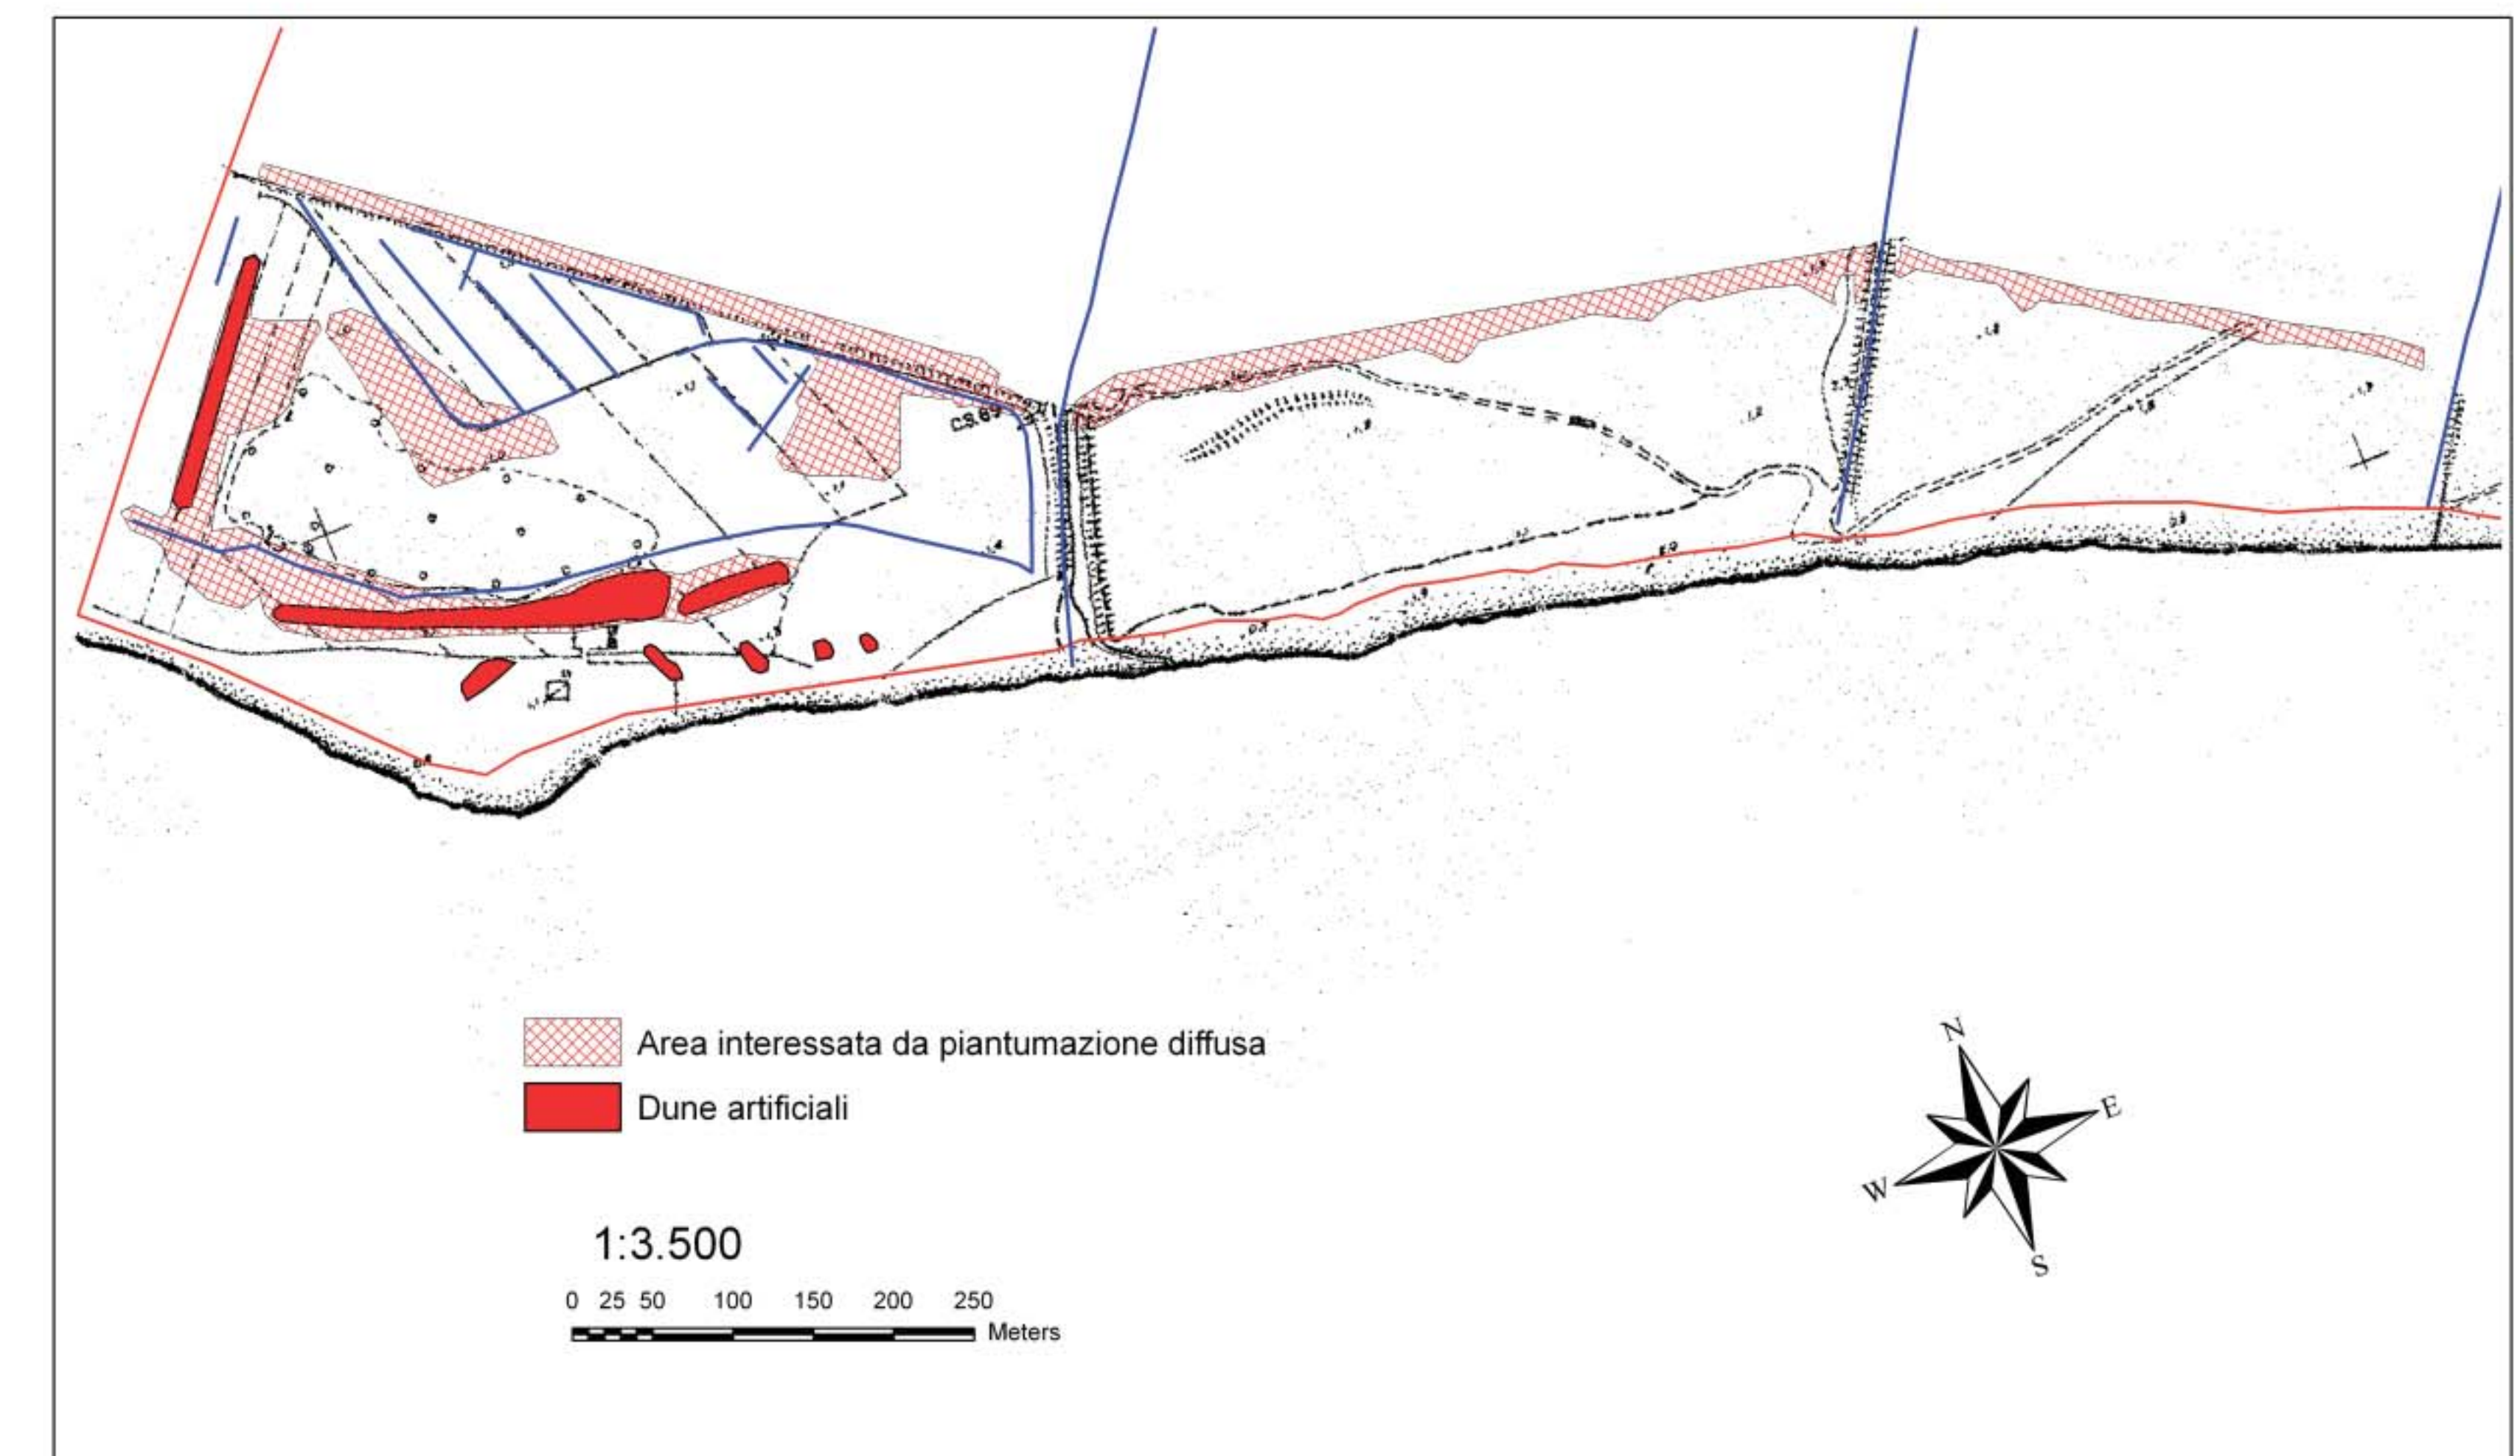 C.S. 69
Area interessata da piantumazione diffusa
Dune artificiali
1:3.500
0 25 50 100 150 200 250
Meters
N
E
W
S